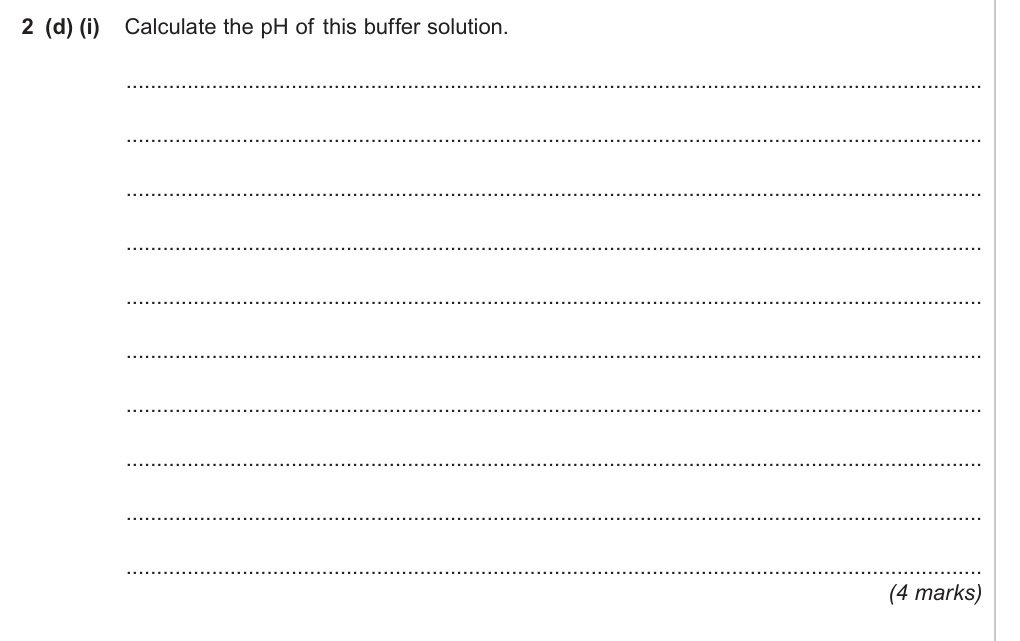 2 (d) (i) Calculate the pH of this buffer solution.
(4 marks)